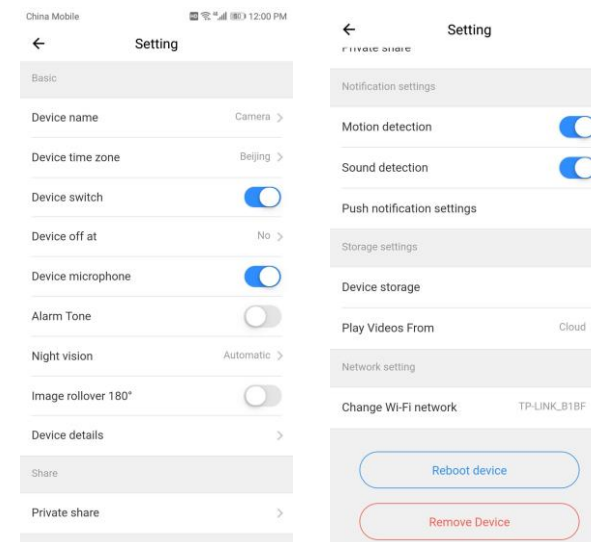 China Mobile
12:00 PM
Setting
Basic
Device name Camera
Device time zone Beijing
Device switch
Device off at No
Device microphone
Alarm Tone
Night vision Automatic
Image rollover 180°
Device details
Share
Private share
Setting
Private share
Notification settings
Motion detection
Sound detection
Push notification settings
Storage settings
Device storage
Play Videos From Cloud
Network setting
Change Wi-Fi network TP-LINK_B1BF
Reboot device
Remove Device